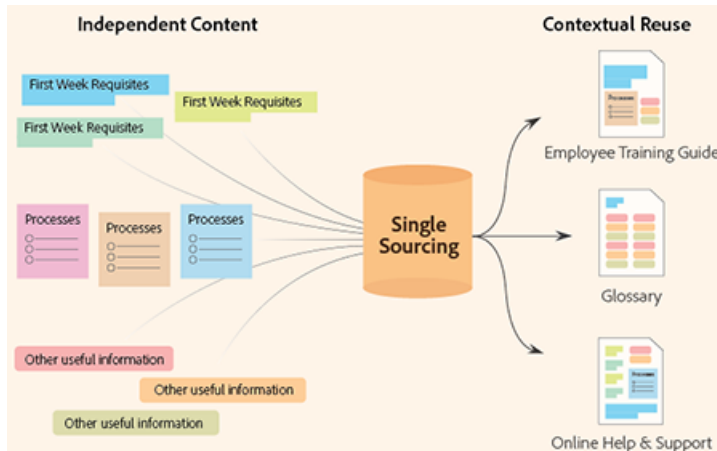 Independent Content
Contextual Reuse
First Week Requisites
First Week Requisites
First Week Requisites
Processes
Processes
Processes
Other useful information
Other useful information
Other useful information
Single
Sourcing
Processes
Employee Training Guide
Glossary
Processes
Online Help & Support